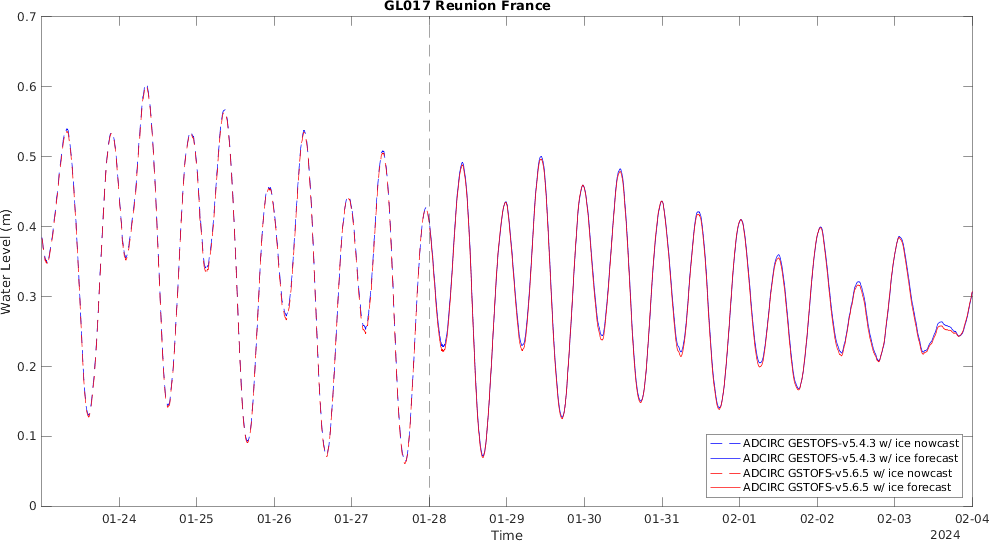 GL017 Reunion France
0.7
0.6
0.5
0.4
0.3
0.2
0.1
0
Water Level (m)
ADCIRC GESTOFS-v5.4.3 w/ ice nowcast
ADCIRC GESTOFS-v5.4.3 w/ ice forecast
ADCIRC GSTOFS-v5.6.5 w/ ice nowcast
ADCIRC GSTOFS-v5.6.5 w/ ice forecast
01-24 01-25 01-26 01-27 01-28 01-29 01-30 01-31 02-01 02-02 02-03 02-04
Time
2024